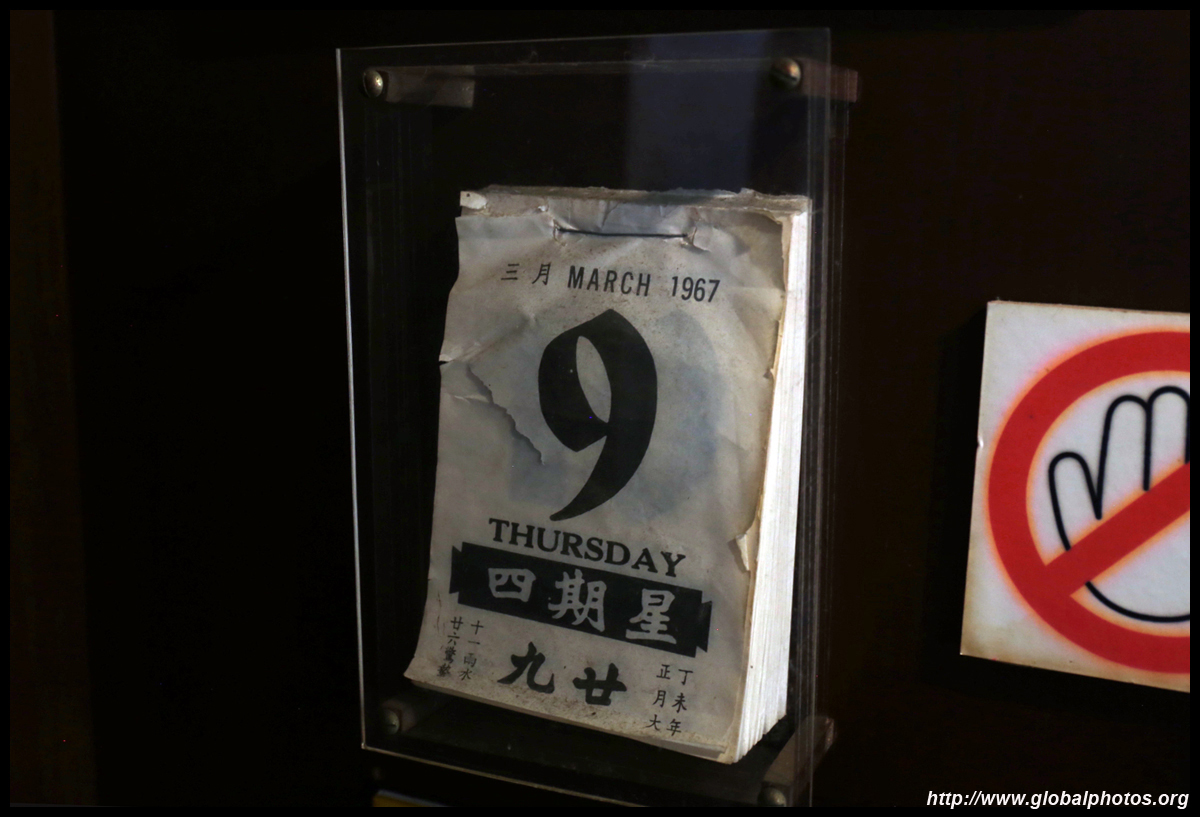 三月 MARCH 1967
9
THURSDAY
四期星
九廿
丁未年
正月大
十一雨水
廿六驚蟄
http://www.globalphotos.org